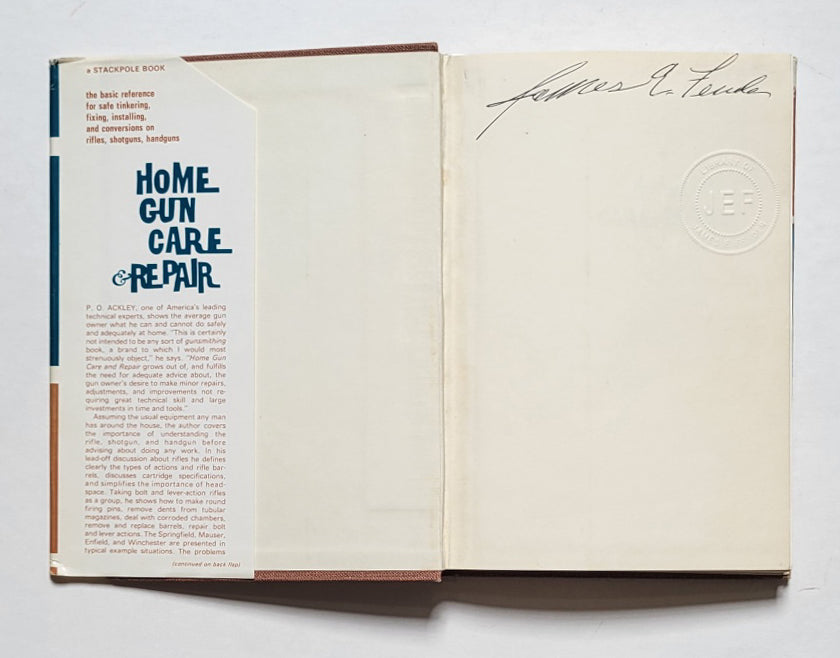 a STACKPOLE BOOK
the basic reference
for safe tinkering,
fixing, installing,
and conversions on
rifles, shotguns, handguns
HOME
GUN
CARE
& REPAIR
P. O. ACKLEY, one of America's leading
technical experts, shows the average gun
owner what he can and cannot do safely
and adequately at home. "This is certainly
not intended to be any sort of gunsmithing
book, a brand to which I would most
strenuously object," he says. "Home Gun
Care and Repair grows out of, and fulfills
the need for adequate advice about, the
gun owner's desire to make minor repairs,
adjustments, and improvements not re-
quiring great technical skill and large
investments in time and tools."
Assuming the usual equipment any man
has around the house, the author covers
the importance of understanding the
rifle, shotgun, and handgun before
advising about doing any work. In his
lead-off discussion about rifles he defines
clearly the types of actions and rifle bar-
rels, discusses cartridge specifications,
and simplifies the importance of head-
space. Taking bolt and lever-action rifles
as a group, he shows how to make round
firing pins, remove dents from tubular
magazines, deal with corroded chambers,
remove and replace barrels, repair bolt
and lever actions. The Springfield, Mauser,
Enfield, and Winchester are presented in
typical example situations. The problems
(continued on back flap)
James E.
LIBRARY OF
JEF
JAMES E.